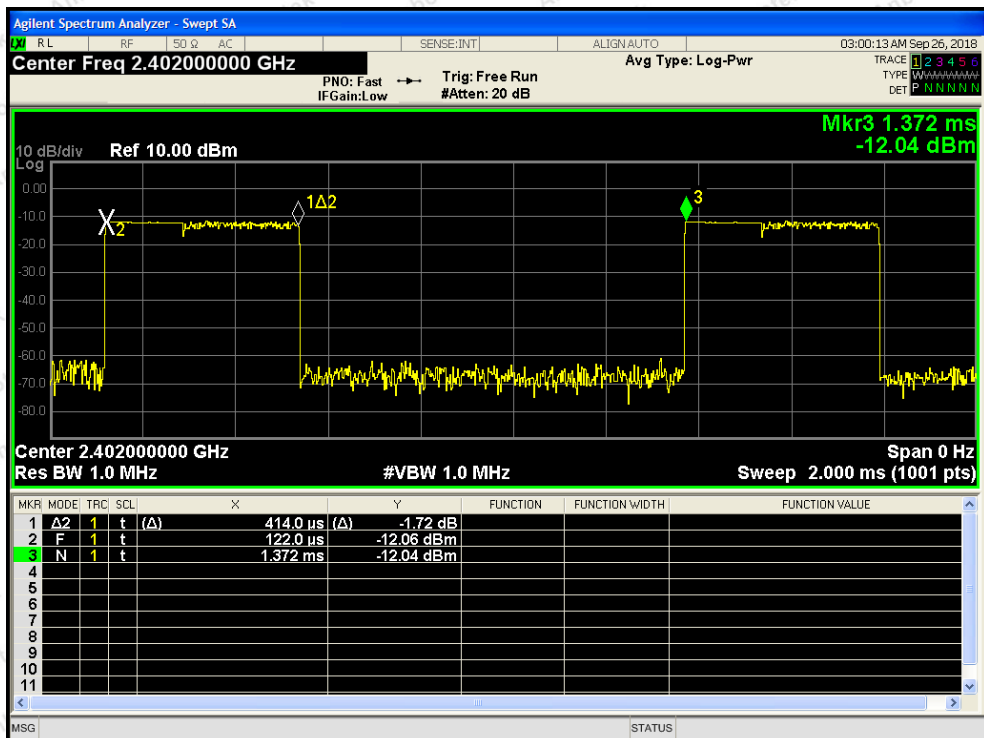 Agilent Spectrum Analyzer - Swept SA
LXI RL RF 50 Ω AC SENSE:INT ALIGN AUTO 03:00:13 AM Sep 26, 2018
Center Freq 2.402000000 GHz Avg Type: Log-Pwr TRACE 1 2 3 4 5 6
PNO: Fast Trig: Free Run TYPE WWWWWW
IFGain:Low #Atten: 20 dB DET P N N N N N
Mkr3 1.372 ms
10 dB/div Ref 10.00 dBm -12.04 dBm
Log
0.00
1Δ2
3
-10.0
2
-20.0
-30.0
-40.0
-50.0
-60.0
-70.0
-80.0
Center 2.402000000 GHz Span 0 Hz
Res BW 1.0 MHz #VBW 1.0 MHz Sweep 2.000 ms (1001 pts)
MKR MODE TRC SCL X Y FUNCTION FUNCTION WIDTH FUNCTION VALUE
1 Δ2 1 t (Δ) 414.0 µs (Δ) -1.72 dB
2 F 1 t 122.0 µs -12.06 dBm
3 N 1 t 1.372 ms -12.04 dBm
4
5
6
7
8
9
10
11
MSG STATUS